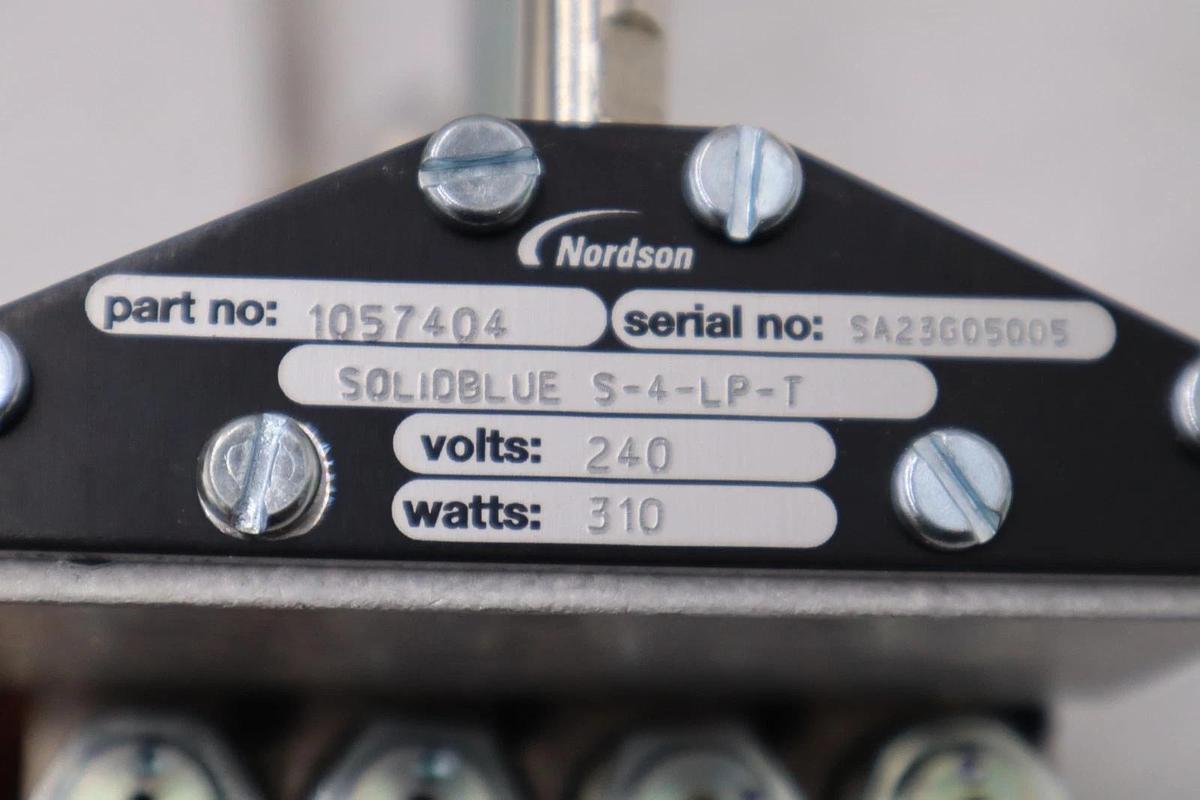 Nordson
part no: 1057404 serial no: SA23G05005
SOLIDBLUE S-4-LP-T
volts: 240
watts: 310